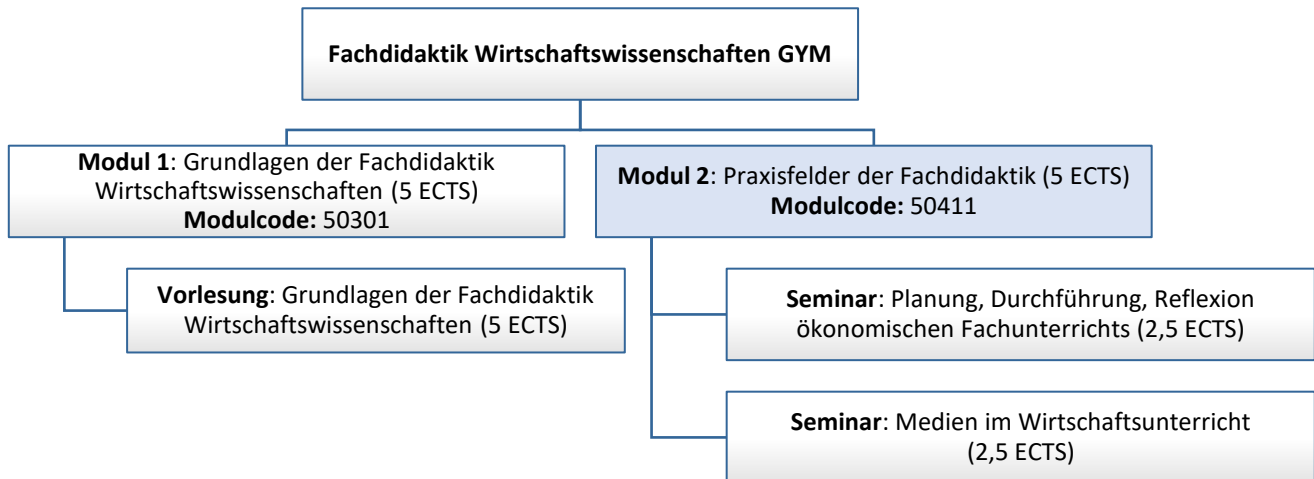 Fachdidaktik Wirtschaftswissenschaften GYM
Modul 1: Grundlagen der Fachdidaktik
Wirtschaftswissenschaften (5 ECTS)
Modulcode: 50301
Vorlesung: Grundlagen der Fachdidaktik
Wirtschaftswissenschaften (5 ECTS)
Modul 2: Praxisfelder der Fachdidaktik (5 ECTS)
Modulcode: 50411
Seminar: Planung, Durchführung, Reflexion
ökonomischen Fachunterrichts (2,5 ECTS)
Seminar: Medien im Wirtschaftsunterricht
(2,5 ECTS)